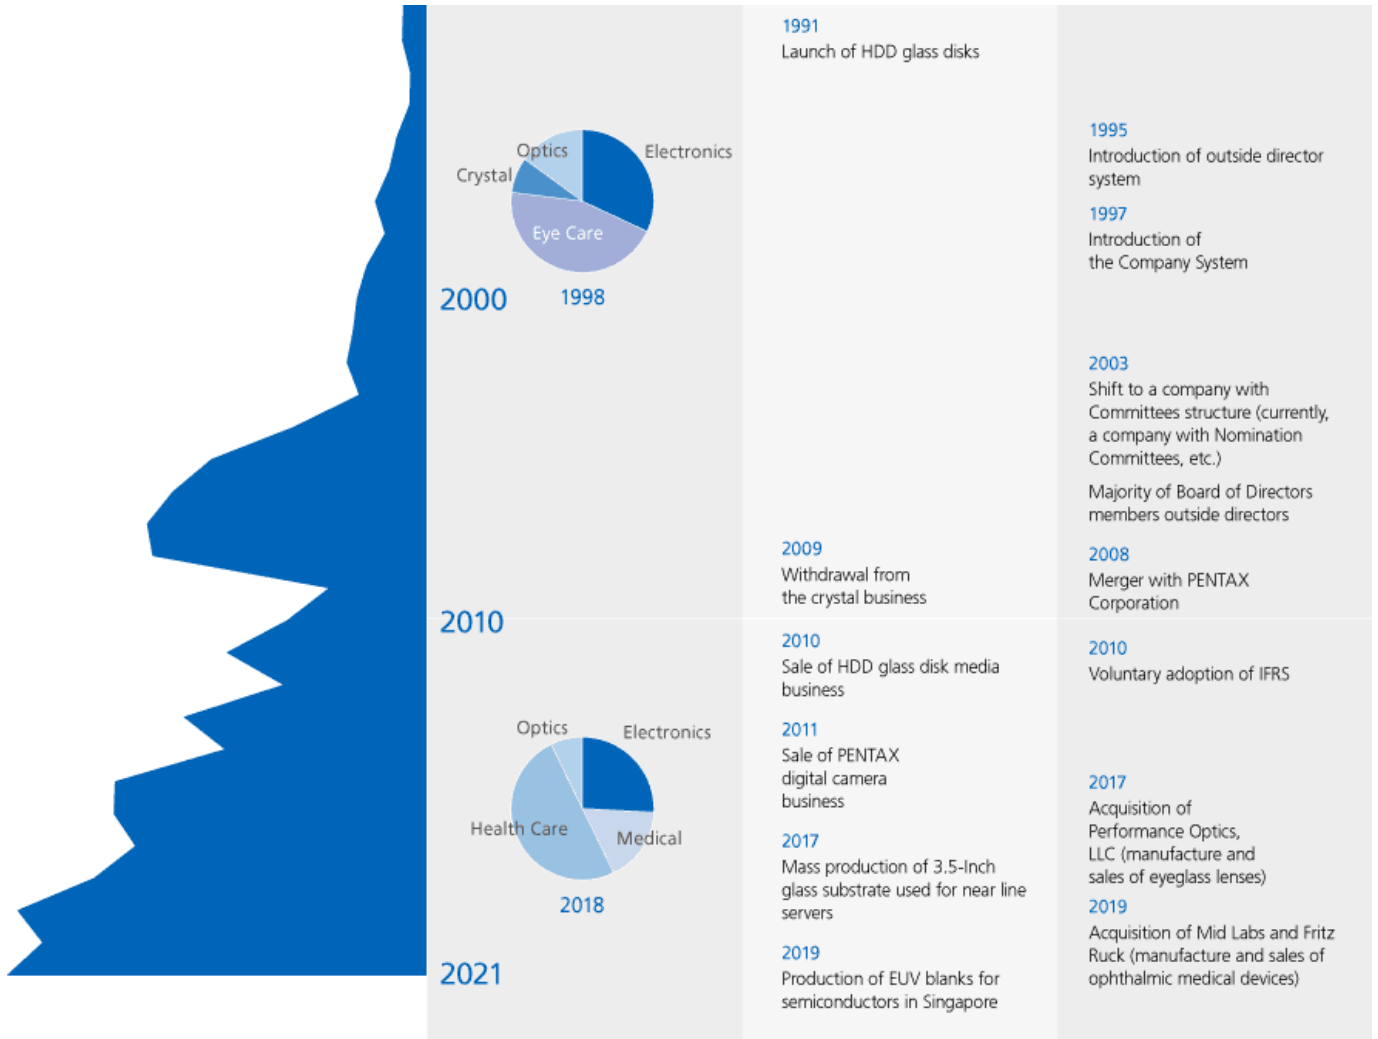 Optics
Electronics
Crystal
Eye Care
2000
1998
2010
Optics
Electronics
Health Care
Medical
2018
2021
1991
Launch of HDD glass disks
2009
Withdrawal from
the crystal business
2010
Sale of HDD glass disk media
business
2011
Sale of PENTAX
digital camera
business
2017
Mass production of 3.5-Inch
glass substrate used for near line
servers
2019
Production of EUV blanks for
semiconductors in Singapore
1995
Introduction of outside director
system
1997
Introduction of
the Company System
2003
Shift to a company with
Committees structure (currently,
a company with Nomination
Committees, etc.)
Majority of Board of Directors
members outside directors
2008
Merger with PENTAX
Corporation
2010
Voluntary adoption of IFRS
2017
Acquisition of
Performance Optics,
LLC (manufacture and
sales of eyeglass lenses)
2019
Acquisition of Mid Labs and Fritz
Ruck (manufacture and sales of
ophthalmic medical devices)